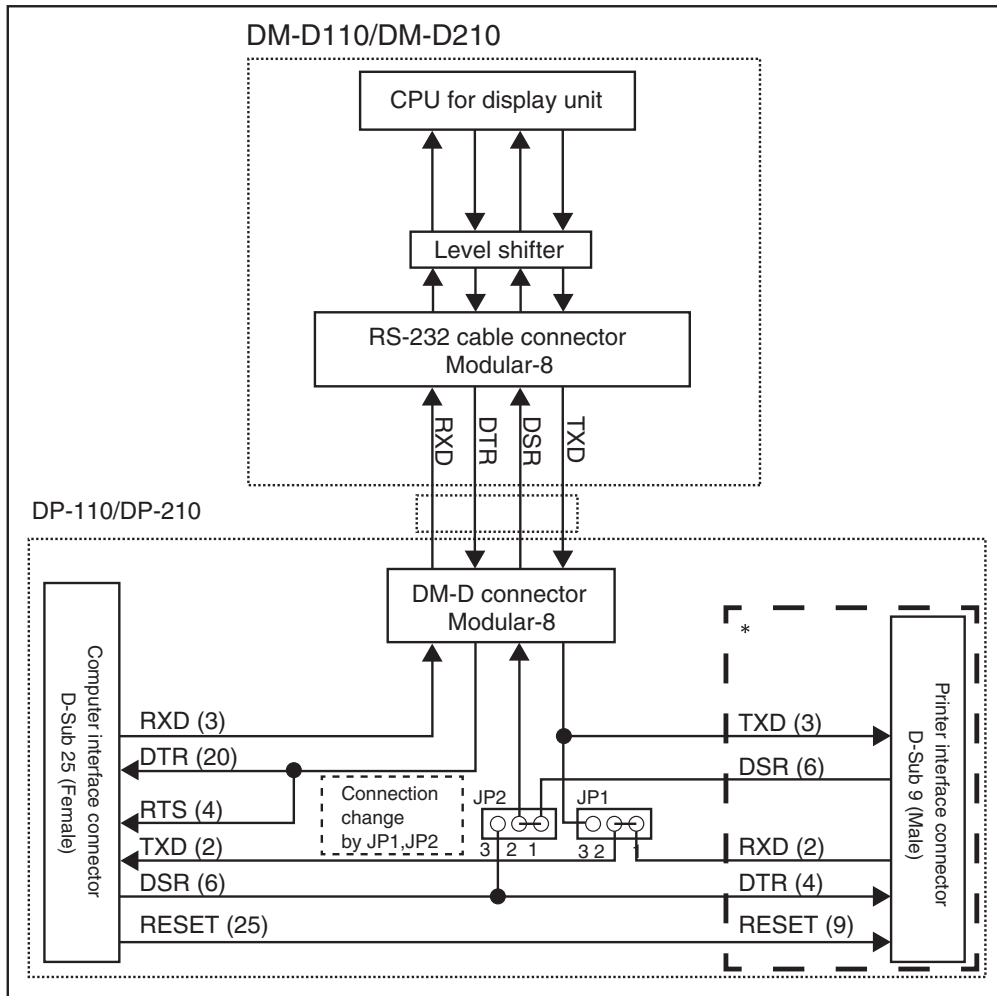 DM-D110/DM-D210
CPU for display unit
Level shifter
RS-232 cable connector
Modular-8
RXD
DTR
DSR
TXD
DP-110/DP-210
DM-D connector
Modular-8
Computer interface connector
D-Sub 25 (Female)
RXD (3)
DTR (20)
RTS (4)
TXD (2)
DSR (6)
RESET (25)
Connection
change
by JP1,JP2
JP2
3 2 1
JP1
3 2 1
*
TXD (3)
DSR (6)
RXD (2)
DTR (4)
RESET (9)
Printer interface connector
D-Sub 9 (Male)